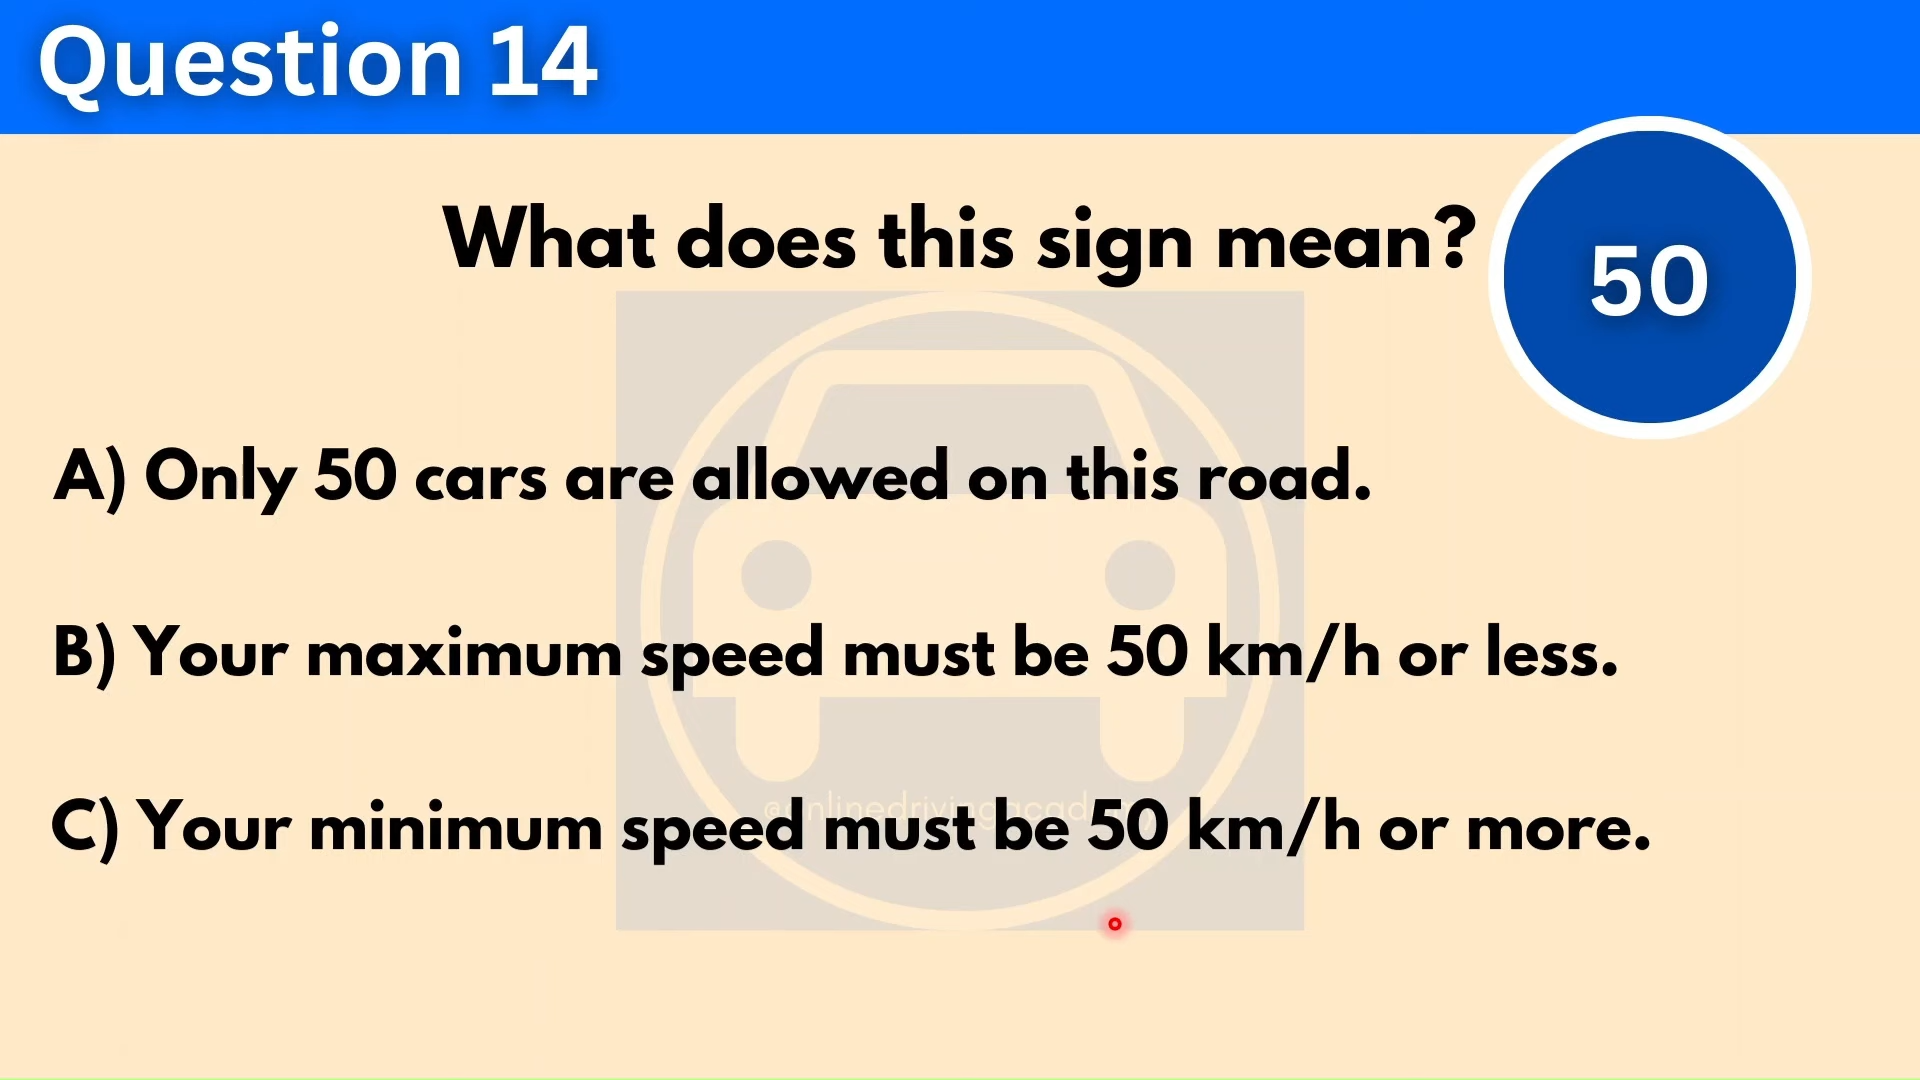 Question 14
What does this sign mean?
50
A) Only 50 cars are allowed on this road.
B) Your maximum speed must be 50 km/h or less.
C) Your minimum speed must be 50 km/h or more.